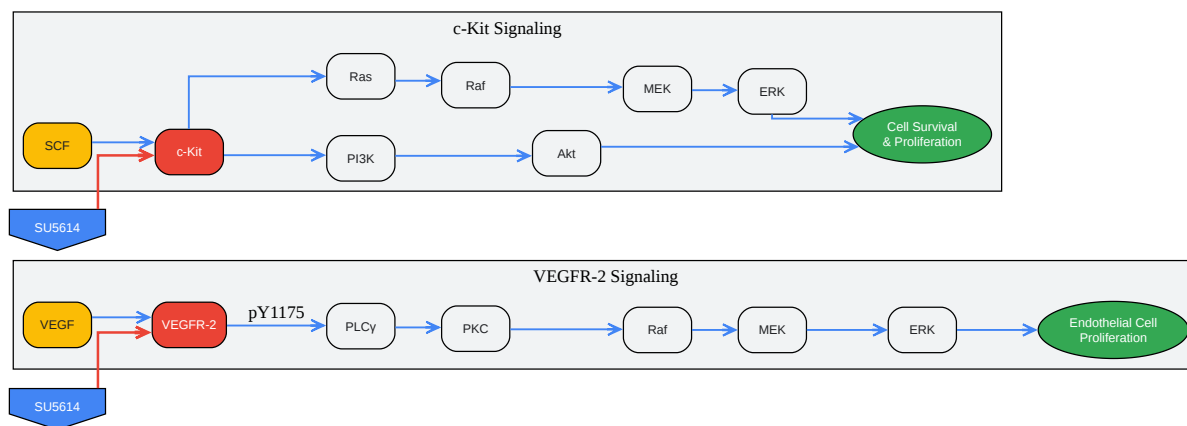 c-Kit Signaling
Ras
Raf
MEK
ERK
SCF
c-Kit
PI3K
Akt
Cell Survival
& Proliferation
SU5614
VEGFR-2 Signaling
VEGF
VEGFR-2
pY1175
PLCγ
PKC
Raf
MEK
ERK
Endothelial Cell
Proliferation
SU5614